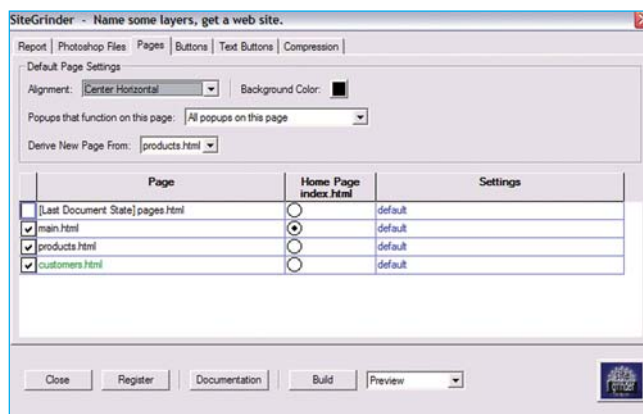 SiteGrinder - Name some layers, get a web site.
Report Photoshop Files Pages Buttons Text Buttons Compression
Default Page Settings
Alignment: Center Horizontal Background Color:
Popups that function on this page: All popups on this page
Derive New Page From: products.html
Page Home Page index.html Settings
[Last Document State] pages.html default
main.html default
products.html default
customers.html default
Close Register Documentation Build Preview
grinder